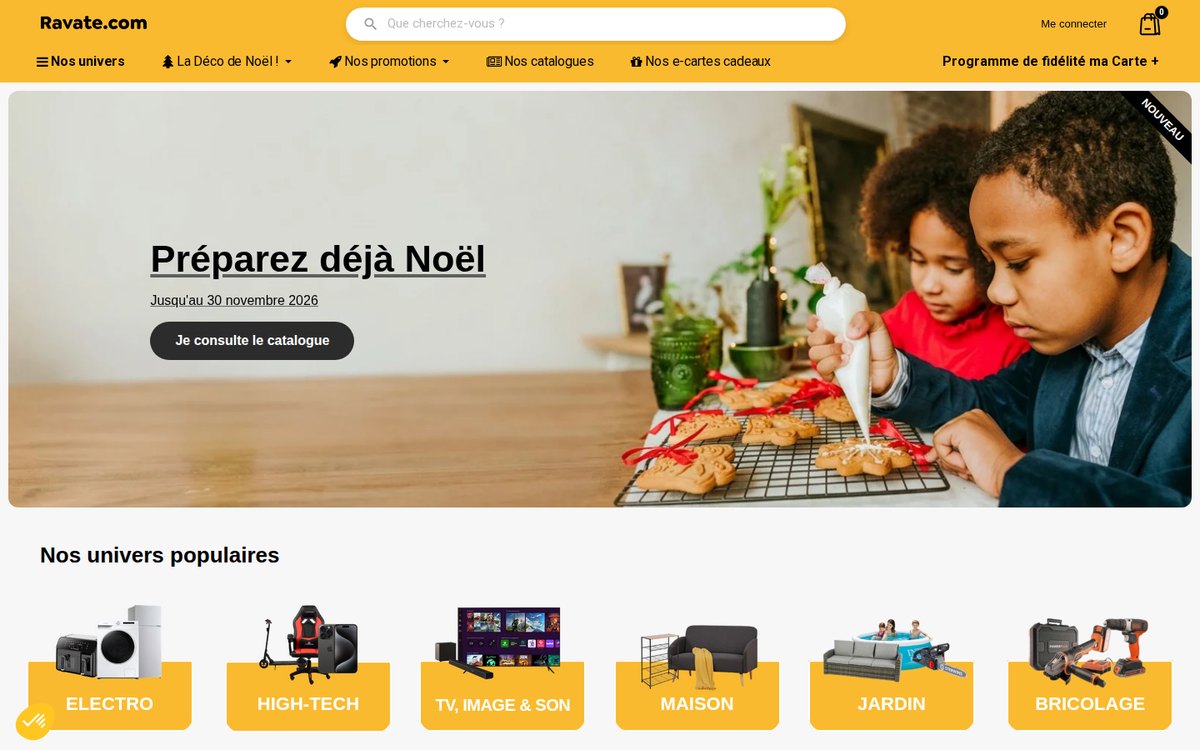 Ravate.com
Que cherchez-vous ?
Me connecter
0
Nos univers
La Déco de Noël !
Nos promotions
Nos catalogues
Nos e-cartes cadeaux
Programme de fidélité ma Carte +
NOUVEAU
Préparez déjà Noël
Jusqu'au 30 novembre 2026
Je consulte le catalogue
Nos univers populaires
ELECTRO
HIGH-TECH
TV, IMAGE & SON
MAISON
JARDIN
BRICOLAGE